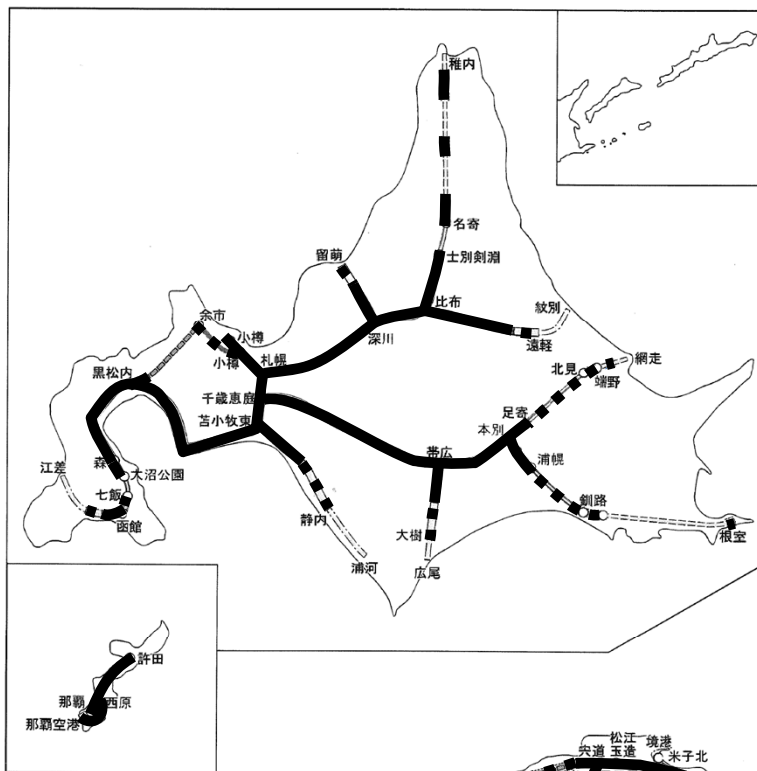 稚内
名寄
士別剣淵
留萌
比布
紋別
余市
小樽
深川
遠軽
小樽
札幌
網走
北見
端野
黒松内
千歳恵庭
足寄
苫小牧東
本別
帯広
浦幌
森
大沼公園
江差
七飯
釧路
函館
静内
大樹
根室
浦河
広尾
許田
那覇
西原
那覇空港
松江
境港
宍道
玉造
米子北